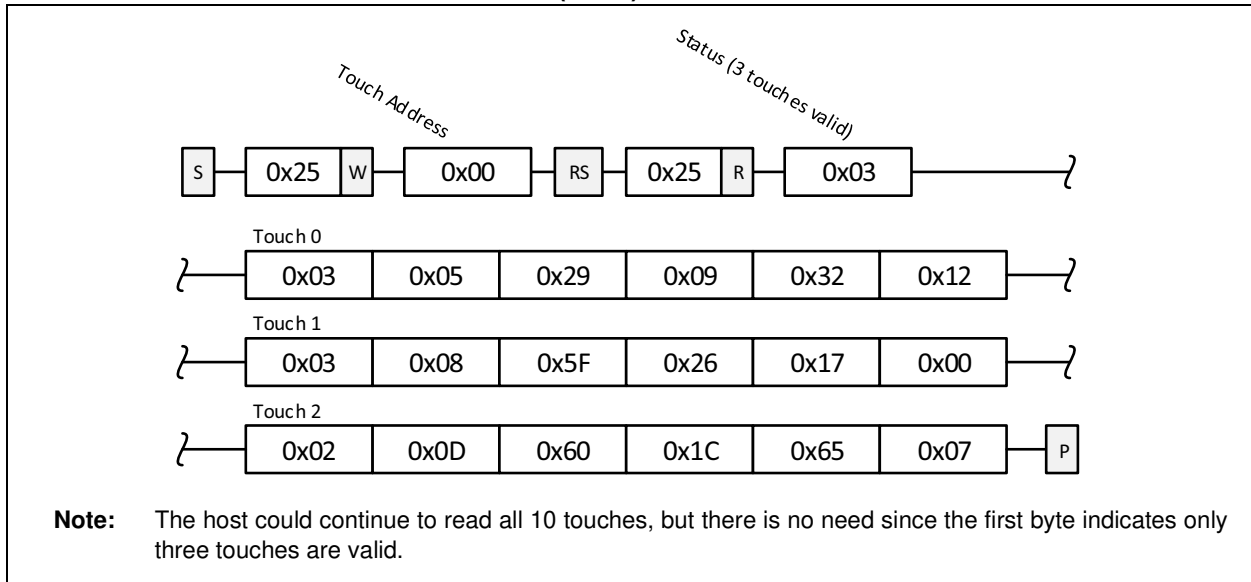 Touch Address
Status (3 touches valid)
S 0x25 W 0x00 RS 0x25 R 0x03
Touch 0
0x03 0x05 0x29 0x09 0x32 0x12
Touch 1
0x03 0x08 0x5F 0x26 0x17 0x00
Touch 2
0x02 0x0D 0x60 0x1C 0x65 0x07 P
Note: The host could continue to read all 10 touches, but there is no need since the first byte indicates only
three touches are valid.